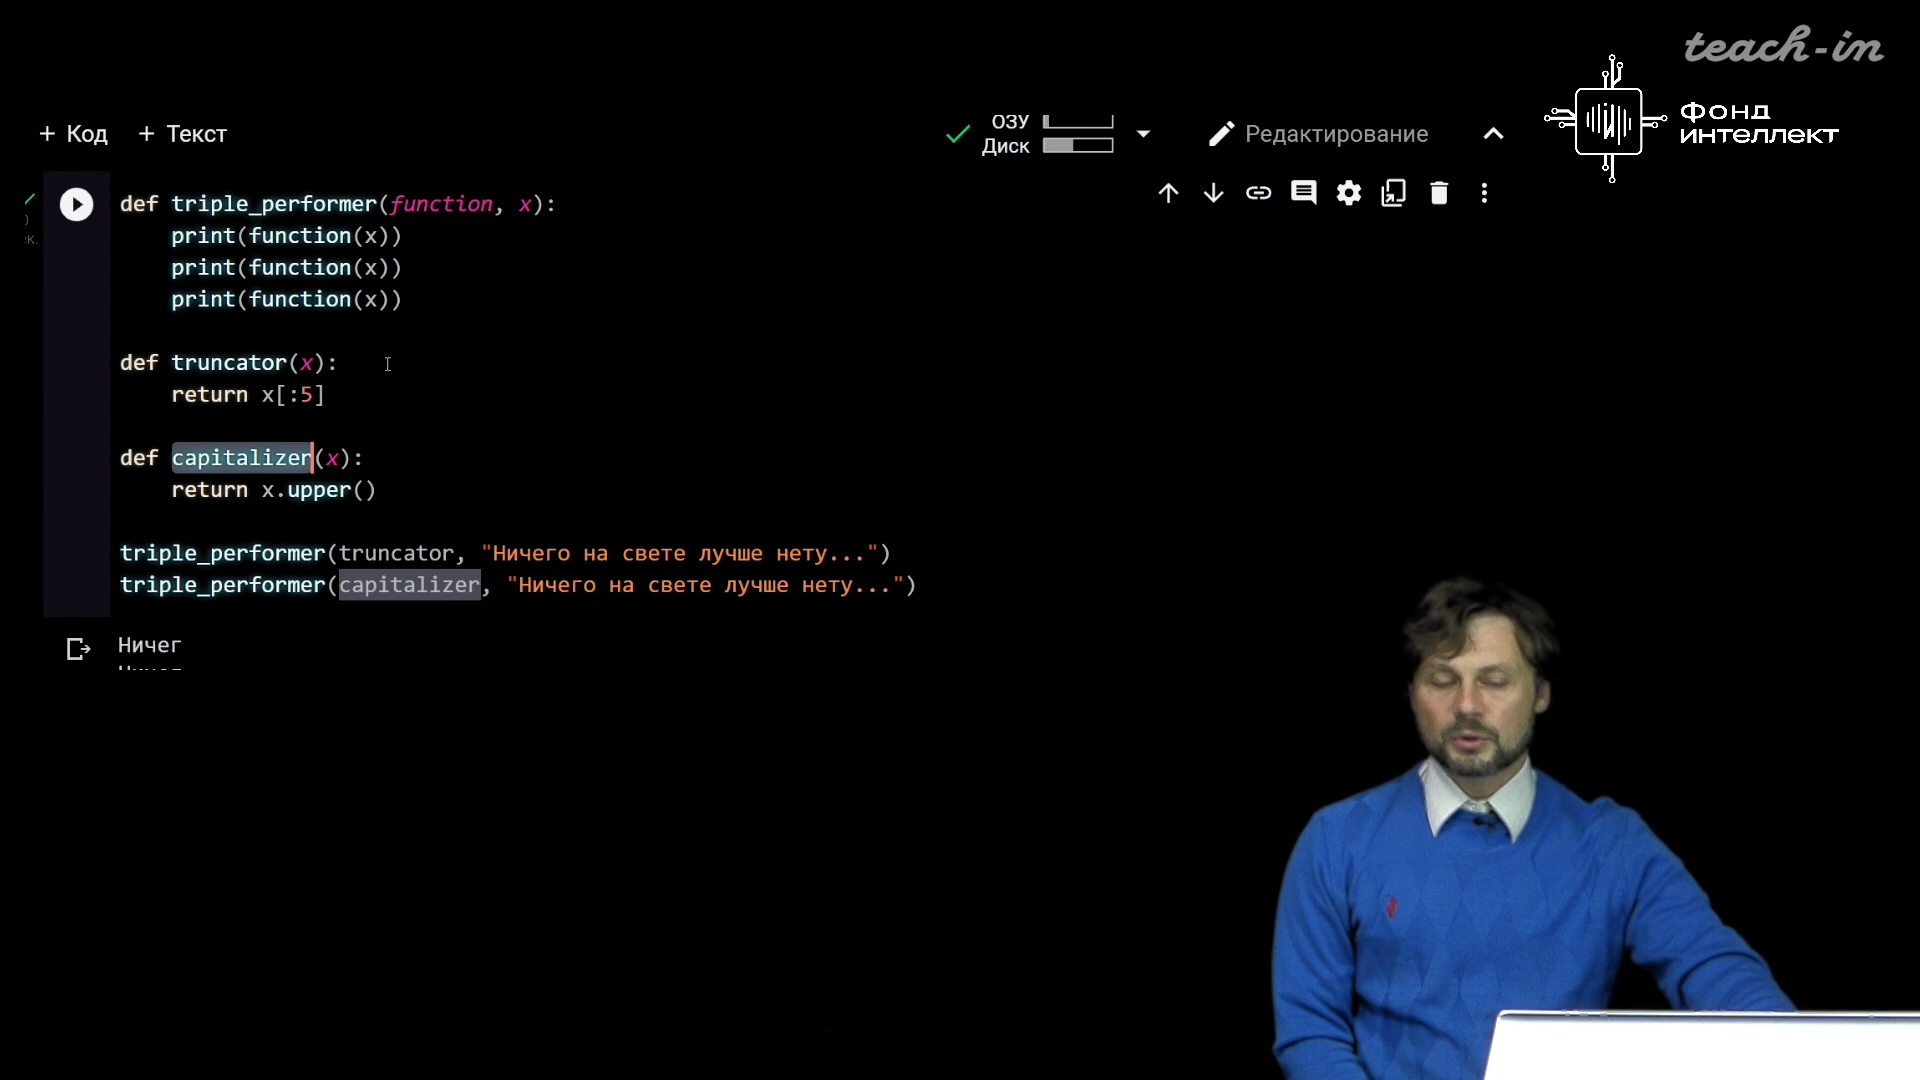 teach-in
Фонд
интеллект
+ Код + Текст
ОЗУ
Диск
Редактирование
def triple_performer(function, x):
    print(function(x))
    print(function(x))
    print(function(x))
def truncator(x):
    return x[:5]
def capitalizer(x):
    return x.upper()
triple_performer(truncator, "Ничего на свете лучше нету...")
triple_performer(capitalizer, "Ничего на свете лучше нету...")
Ничег